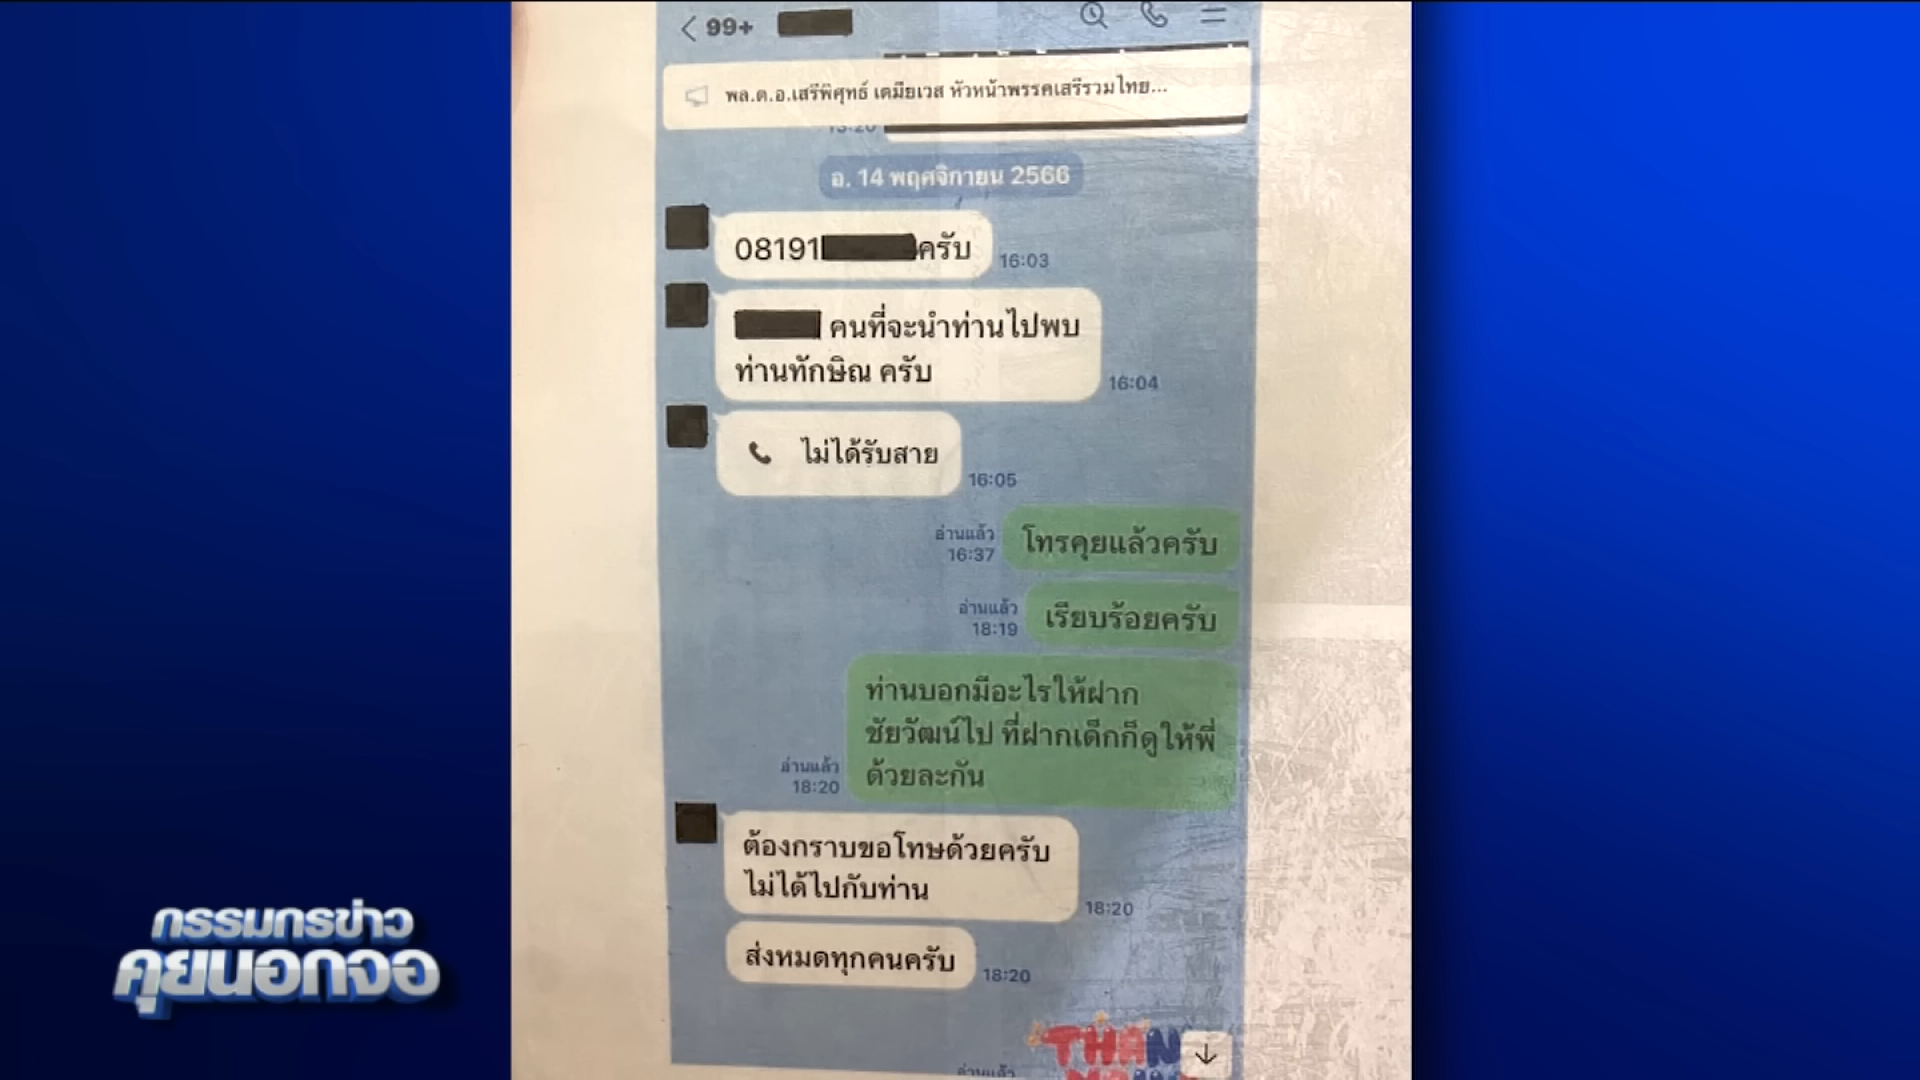 99+
พล.ต.อ.เสรีพิศุทธ์ เตมียเวส หัวหน้าพรรคเสรีรวมไทย...
13:20
อ. 14 พฤศจิกายน 2566
08191 ครับ
16:03
คนที่จะนำท่านไปพบ
ท่านทักษิณ ครับ
16:04
ไม่ได้รับสาย
16:05
โทรคุยแล้วครับ
อ่านแล้ว
16:37
เรียบร้อยครับ
อ่านแล้ว
18:19
ท่านบอกมีอะไรให้ฝาก
ชัยวัฒน์ไป ที่ฝากเด็กก็ดูให้พี่
ด้วยละกัน
อ่านแล้ว
18:20
ต้องกราบขอโทษด้วยครับ
ไม่ได้ไปกับท่าน
18:20
ส่งหมดทุกคนครับ
18:20
อ่านแล้ว
กรรมกรข่าว
คุยนอกจอ